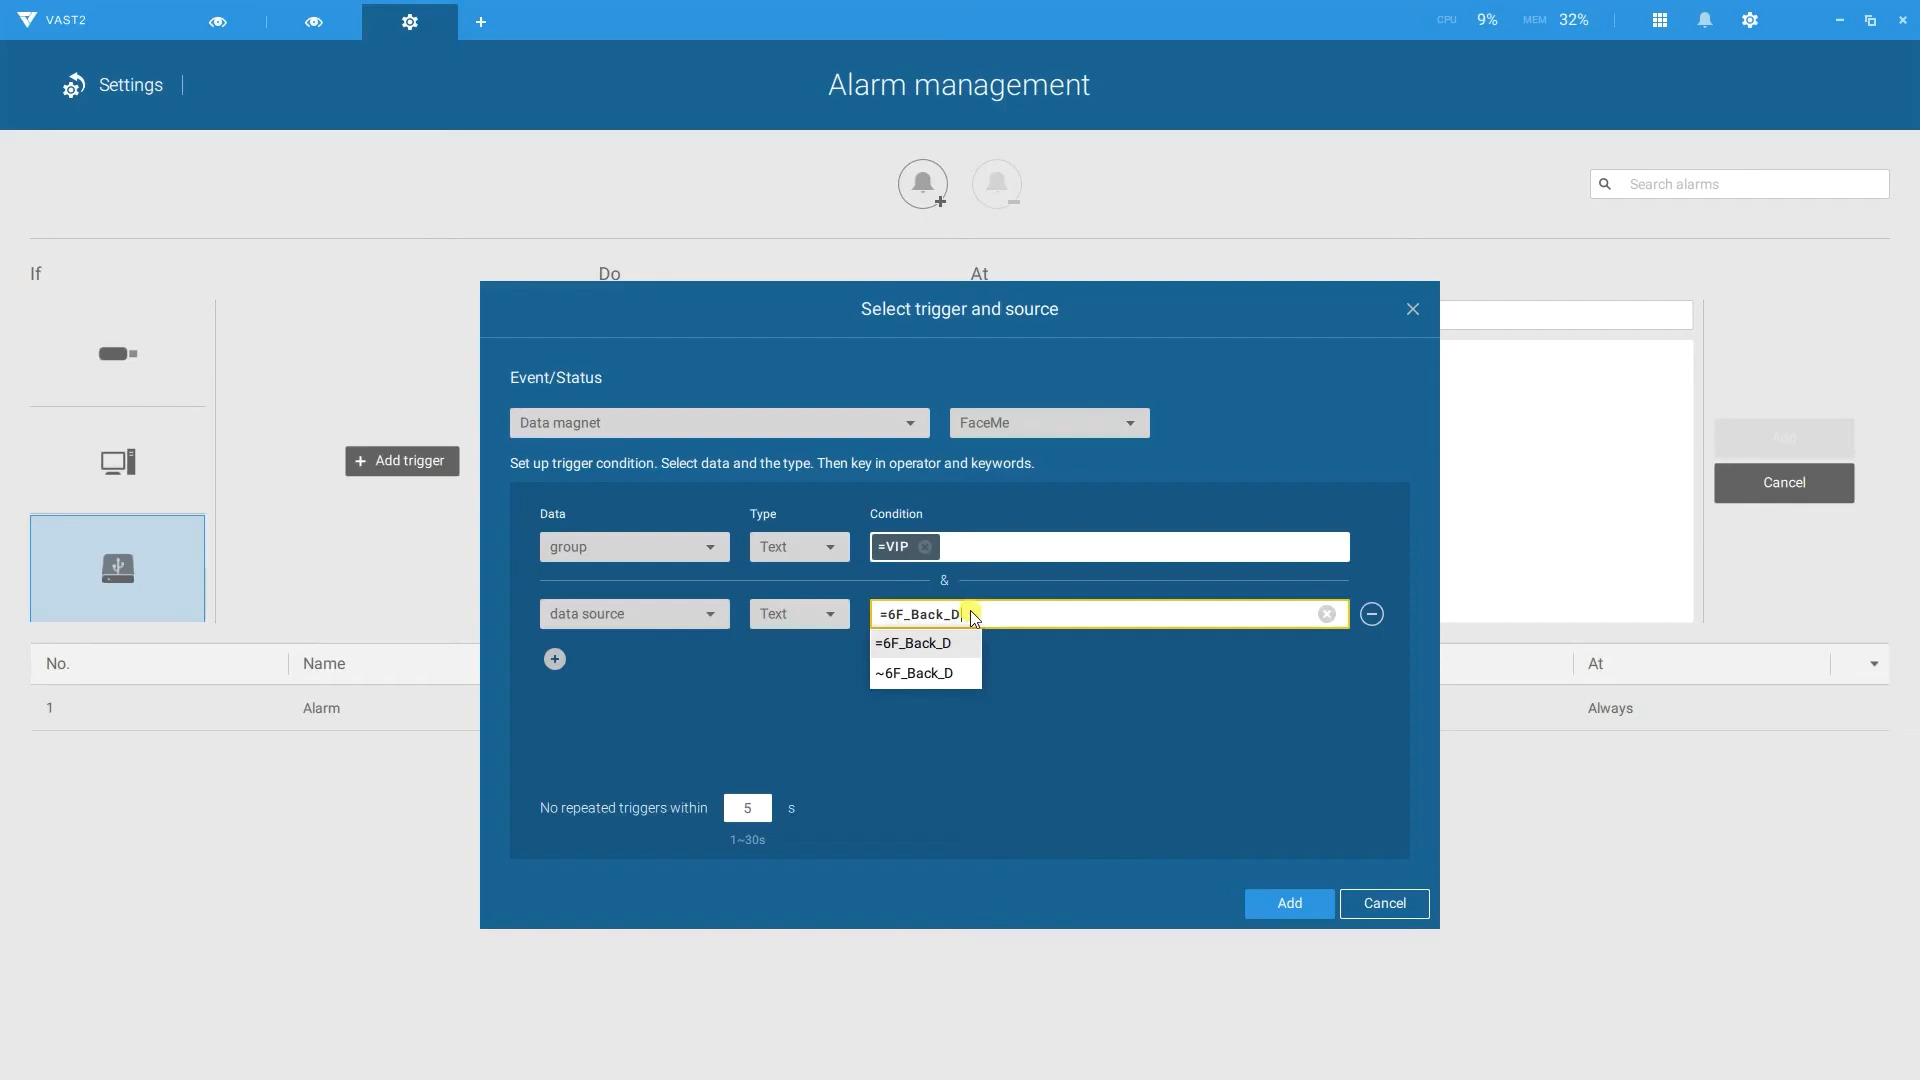 VAST2
CPU 9% MEM 32%
Settings
Alarm management
Search alarms
If
Do
At
Select trigger and source
Event/Status
Data magnet
FaceMe
Set up trigger condition. Select data and the type. Then key in operator and keywords.
+ Add trigger
Add
Cancel
Data
Type
Condition
group
Text
=VIP
&
data source
Text
=6F_Back_D
=6F_Back_D
~6F_Back_D
No.
Name
At
1
Alarm
Always
No repeated triggers within 5 s
1~30s
Add
Cancel